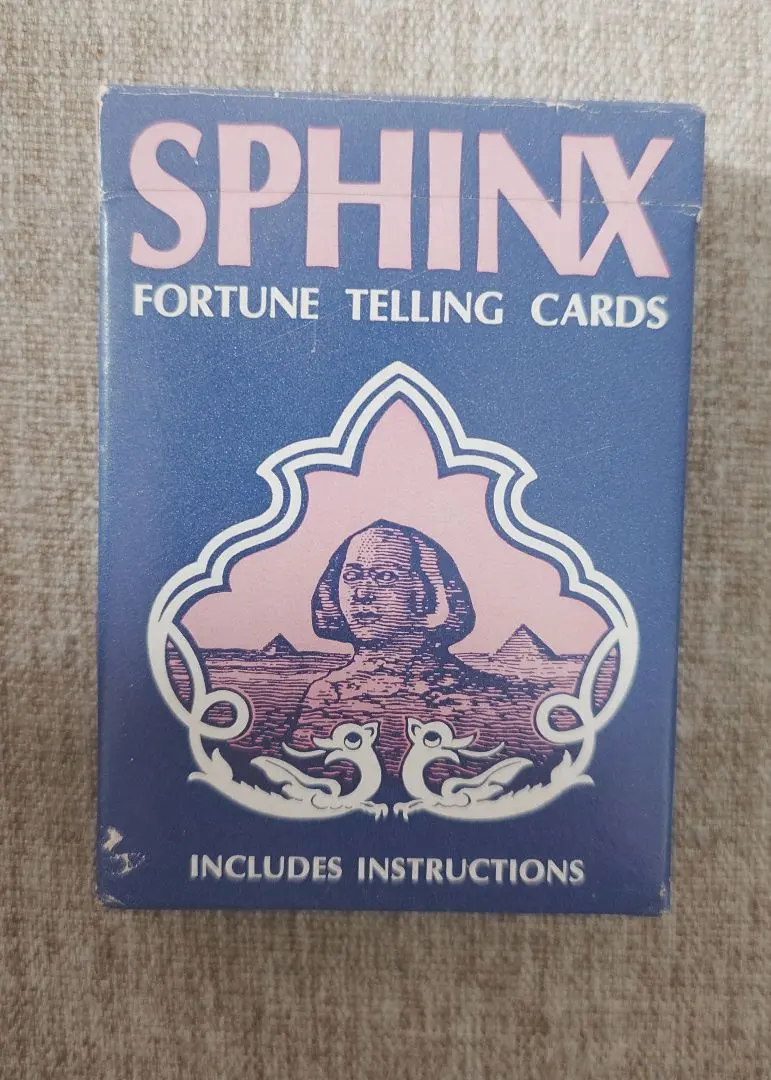 SPHINX
FORTUNE TELLING CARDS
INCLUDES INSTRUCTIONS